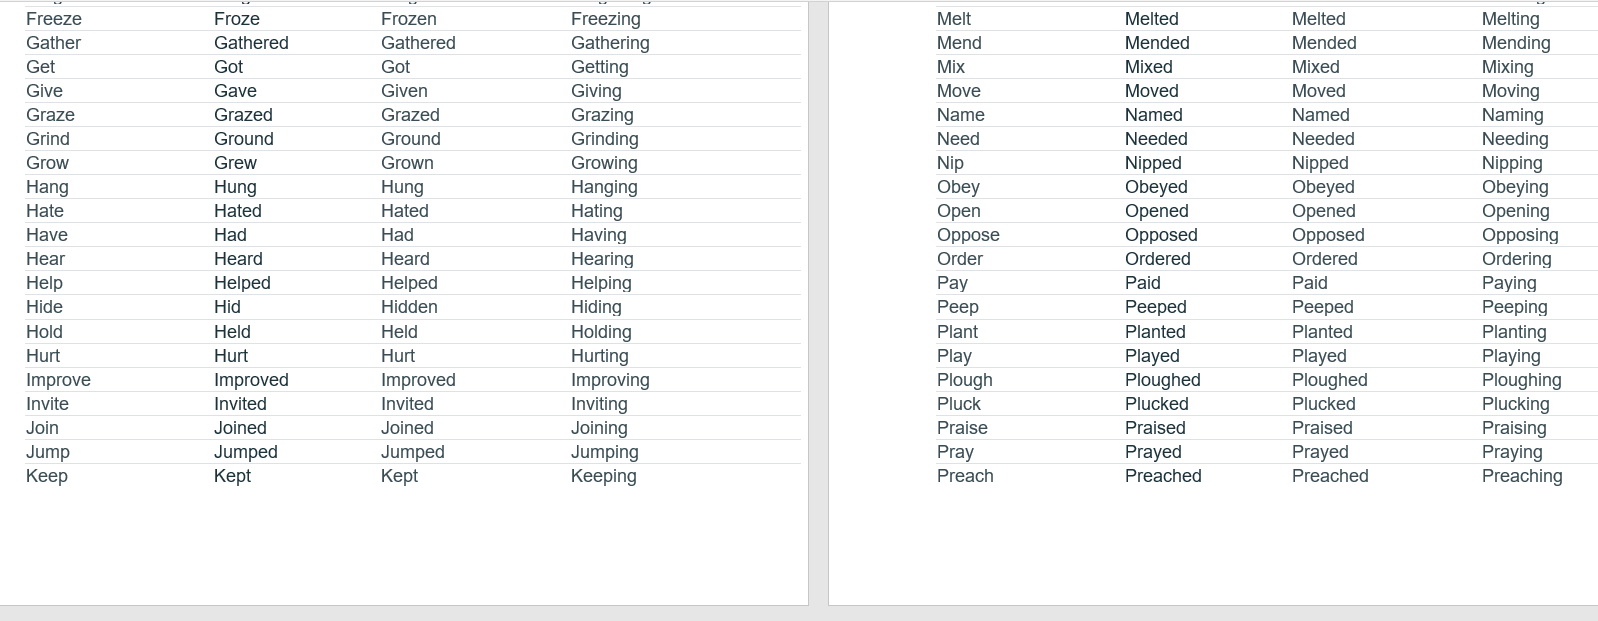 Freeze Froze Frozen Freezing
Gather Gathered Gathered Gathering
Get Got Got Getting
Give Gave Given Giving
Graze Grazed Grazed Grazing
Grind Ground Ground Grinding
Grow Grew Grown Growing
Hang Hung Hung Hanging
Hate Hated Hated Hating
Have Had Had Having
Hear Heard Heard Hearing
Help Helped Helped Helping
Hide Hid Hidden Hiding
Hold Held Held Holding
Hurt Hurt Hurt Hurting
Improve Improved Improved Improving
Invite Invited Invited Inviting
Join Joined Joined Joining
Jump Jumped Jumped Jumping
Keep Kept Kept Keeping
Melt Melted Melted Melting
Mend Mended Mended Mending
Mix Mixed Mixed Mixing
Move Moved Moved Moving
Name Named Named Naming
Need Needed Needed Needing
Nip Nipped Nipped Nipping
Obey Obeyed Obeyed Obeying
Open Opened Opened Opening
Oppose Opposed Opposed Opposing
Order Ordered Ordered Ordering
Pay Paid Paid Paying
Peep Peeped Peeped Peeping
Plant Planted Planted Planting
Play Played Played Playing
Plough Ploughed Ploughed Ploughing
Pluck Plucked Plucked Plucking
Praise Praised Praised Praising
Pray Prayed Prayed Praying
Preach Preached Preached Preaching